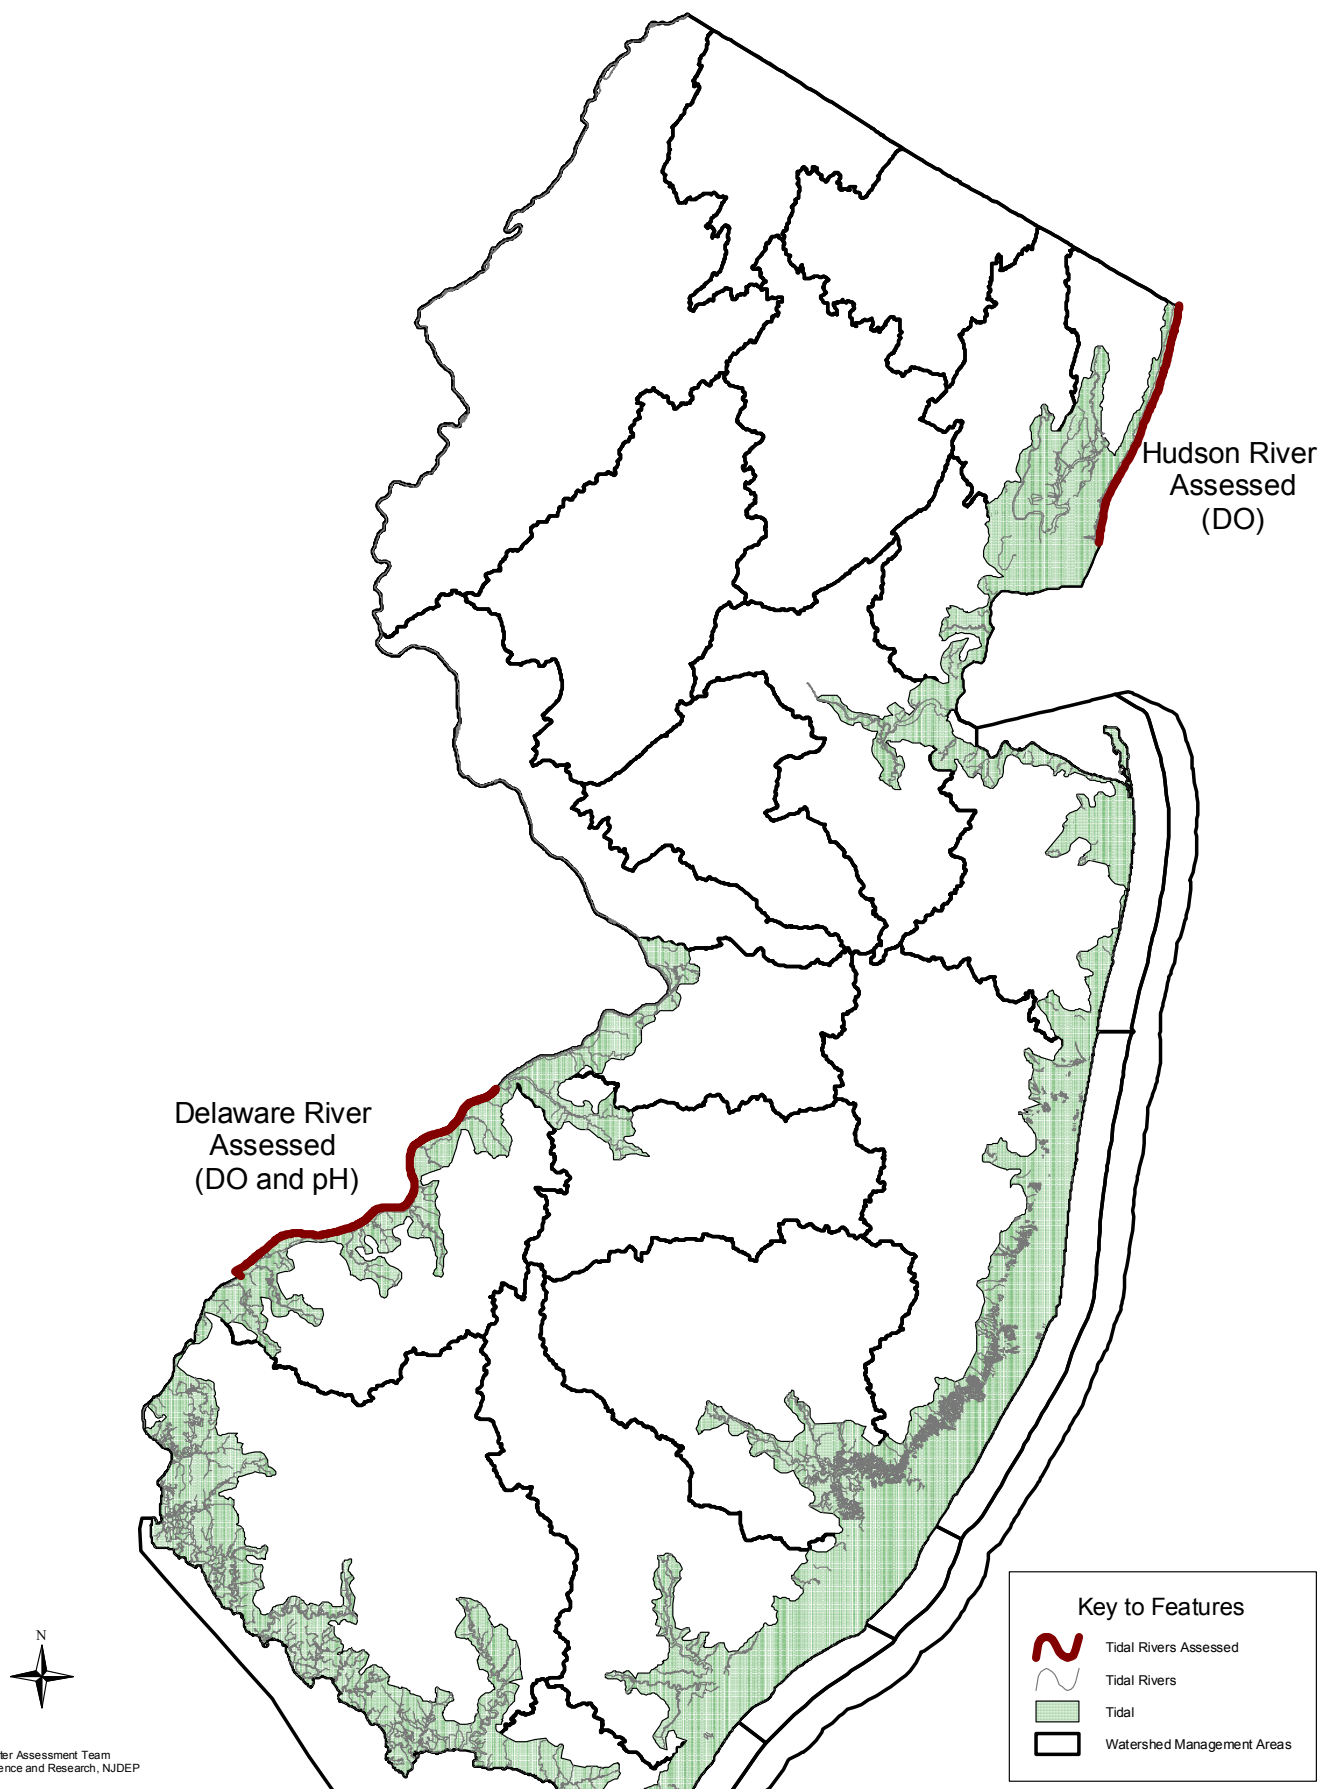 Hudson River
Assessed
(DO)
Delaware River
Assessed
(DO and pH)
Key to Features
Tidal Rivers Assessed
Tidal Rivers
Tidal
Watershed Management Areas
N
Assessment Team
and Research, NJDEP